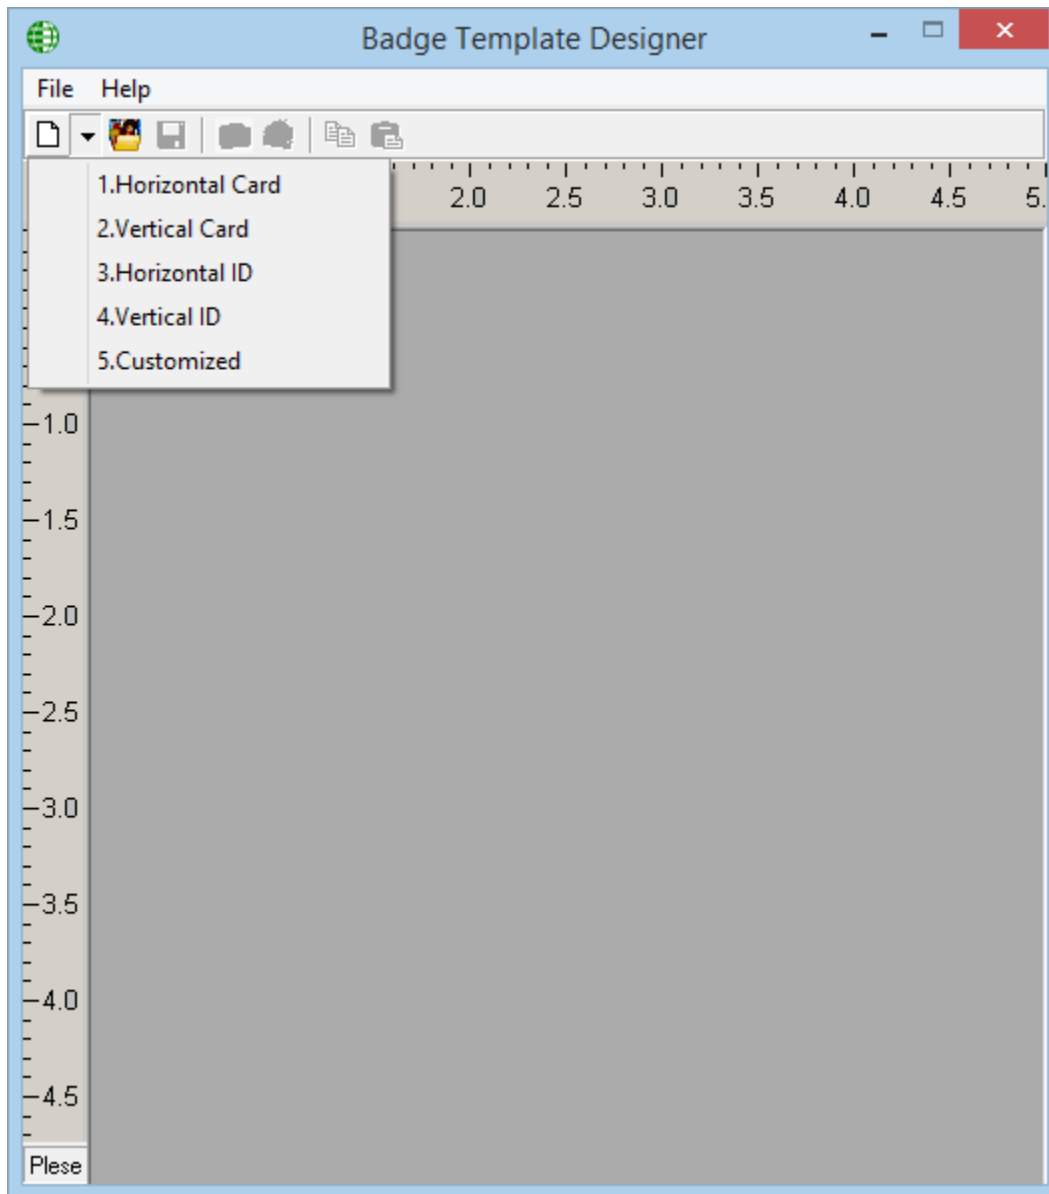 Badge Template Designer
File Help
2.0 2.5 3.0 3.5 4.0 4.5 5.
1.Horizontal Card
2.Vertical Card
3.Horizontal ID
4.Vertical ID
5.Customized
1.0
1.5
2.0
2.5
3.0
3.5
4.0
4.5
Plese